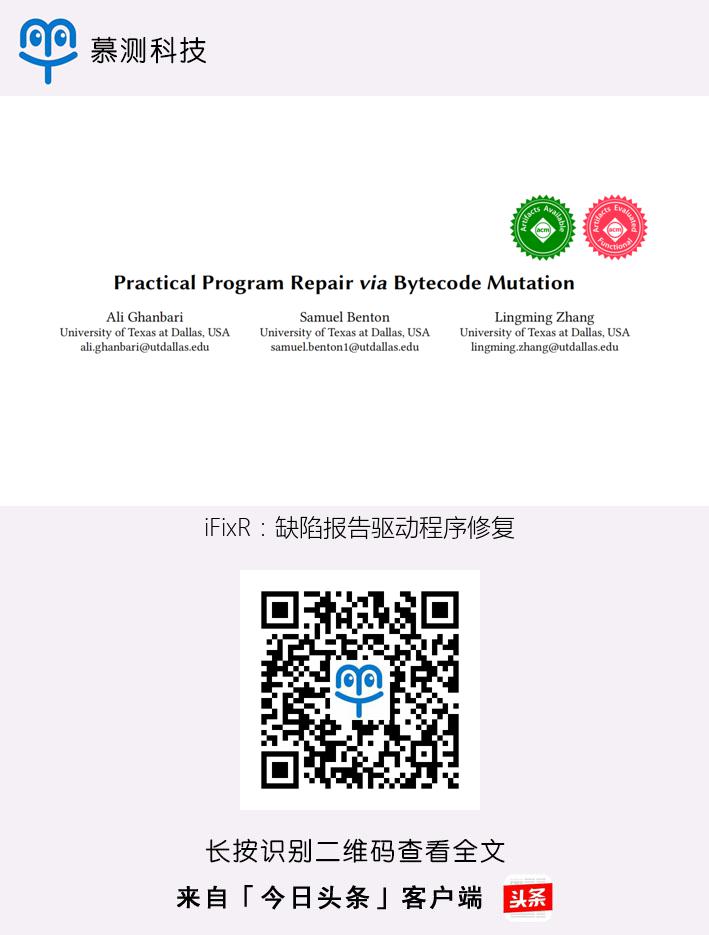 慕测科技
Artifacts Available
acm
Artifacts Evaluated
acm
Functional
Practical Program Repair via Bytecode Mutation
Ali Ghanbari
University of Texas at Dallas, USA
ali.ghanbari@utdallas.edu
Samuel Benton
University of Texas at Dallas, USA
samuel.benton1@utdallas.edu
Lingming Zhang
University of Texas at Dallas, USA
lingming.zhang@utdallas.edu
iFixR：缺陷报告驱动程序修复
长按识别二维码查看全文
来自「今日头条」客户端
头条